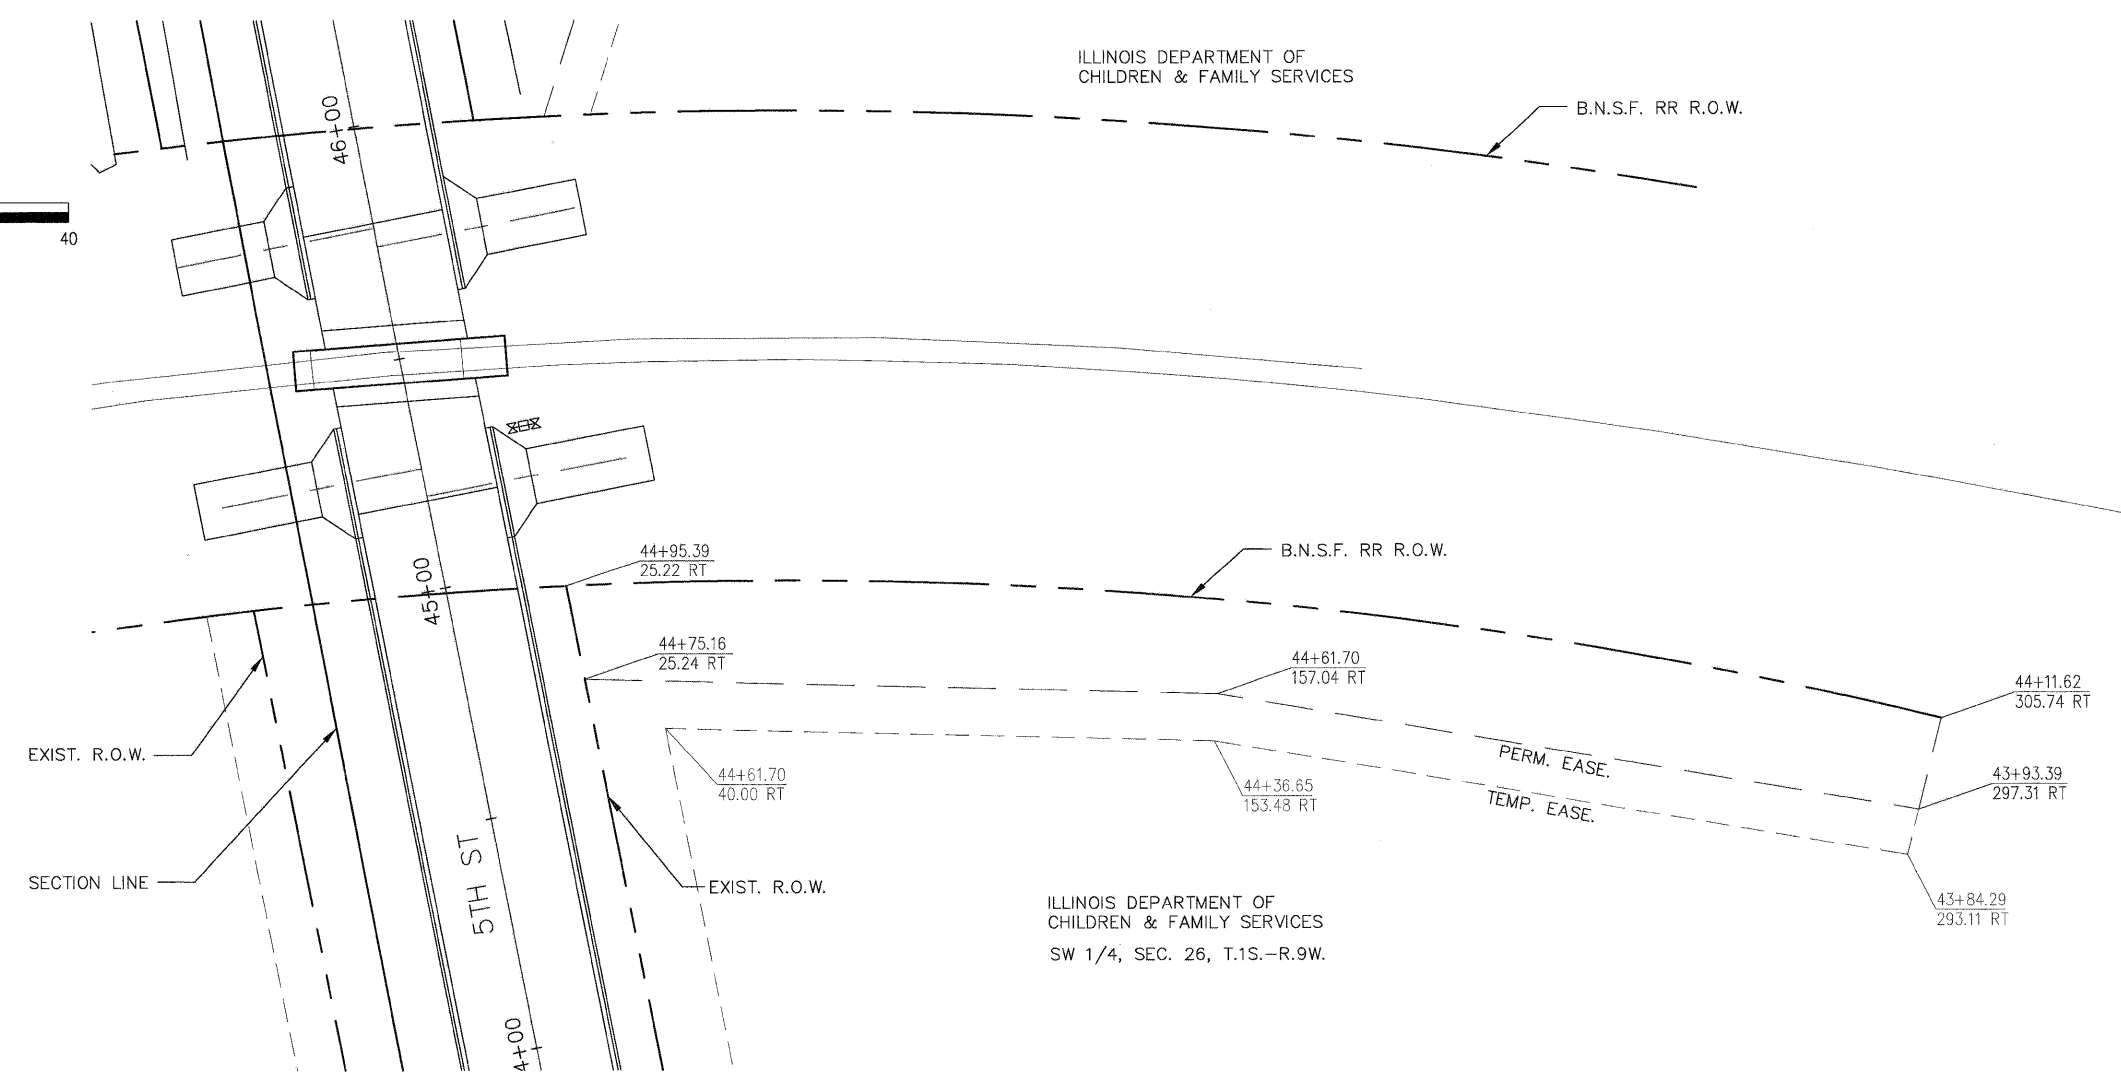 ILLINOIS DEPARTMENT OF
CHILDREN & FAMILY SERVICES
B.N.S.F. RR R.O.W.
46+00
40
45+00
44+95.39
25.22 RT
B.N.S.F. RR R.O.W.
44+75.16
25.24 RT
44+61.70
157.04 RT
44+11.62
305.74 RT
EXIST. R.O.W.
PERM. EASE.
44+61.70
40.00 RT
44+36.65
153.48 RT
TEMP. EASE.
43+93.39
297.31 RT
5TH ST
SECTION LINE
EXIST. R.O.W.
ILLINOIS DEPARTMENT OF
CHILDREN & FAMILY SERVICES
SW 1/4, SEC. 26, T.1S.-R.9W.
43+84.29
293.11 RT
4+00